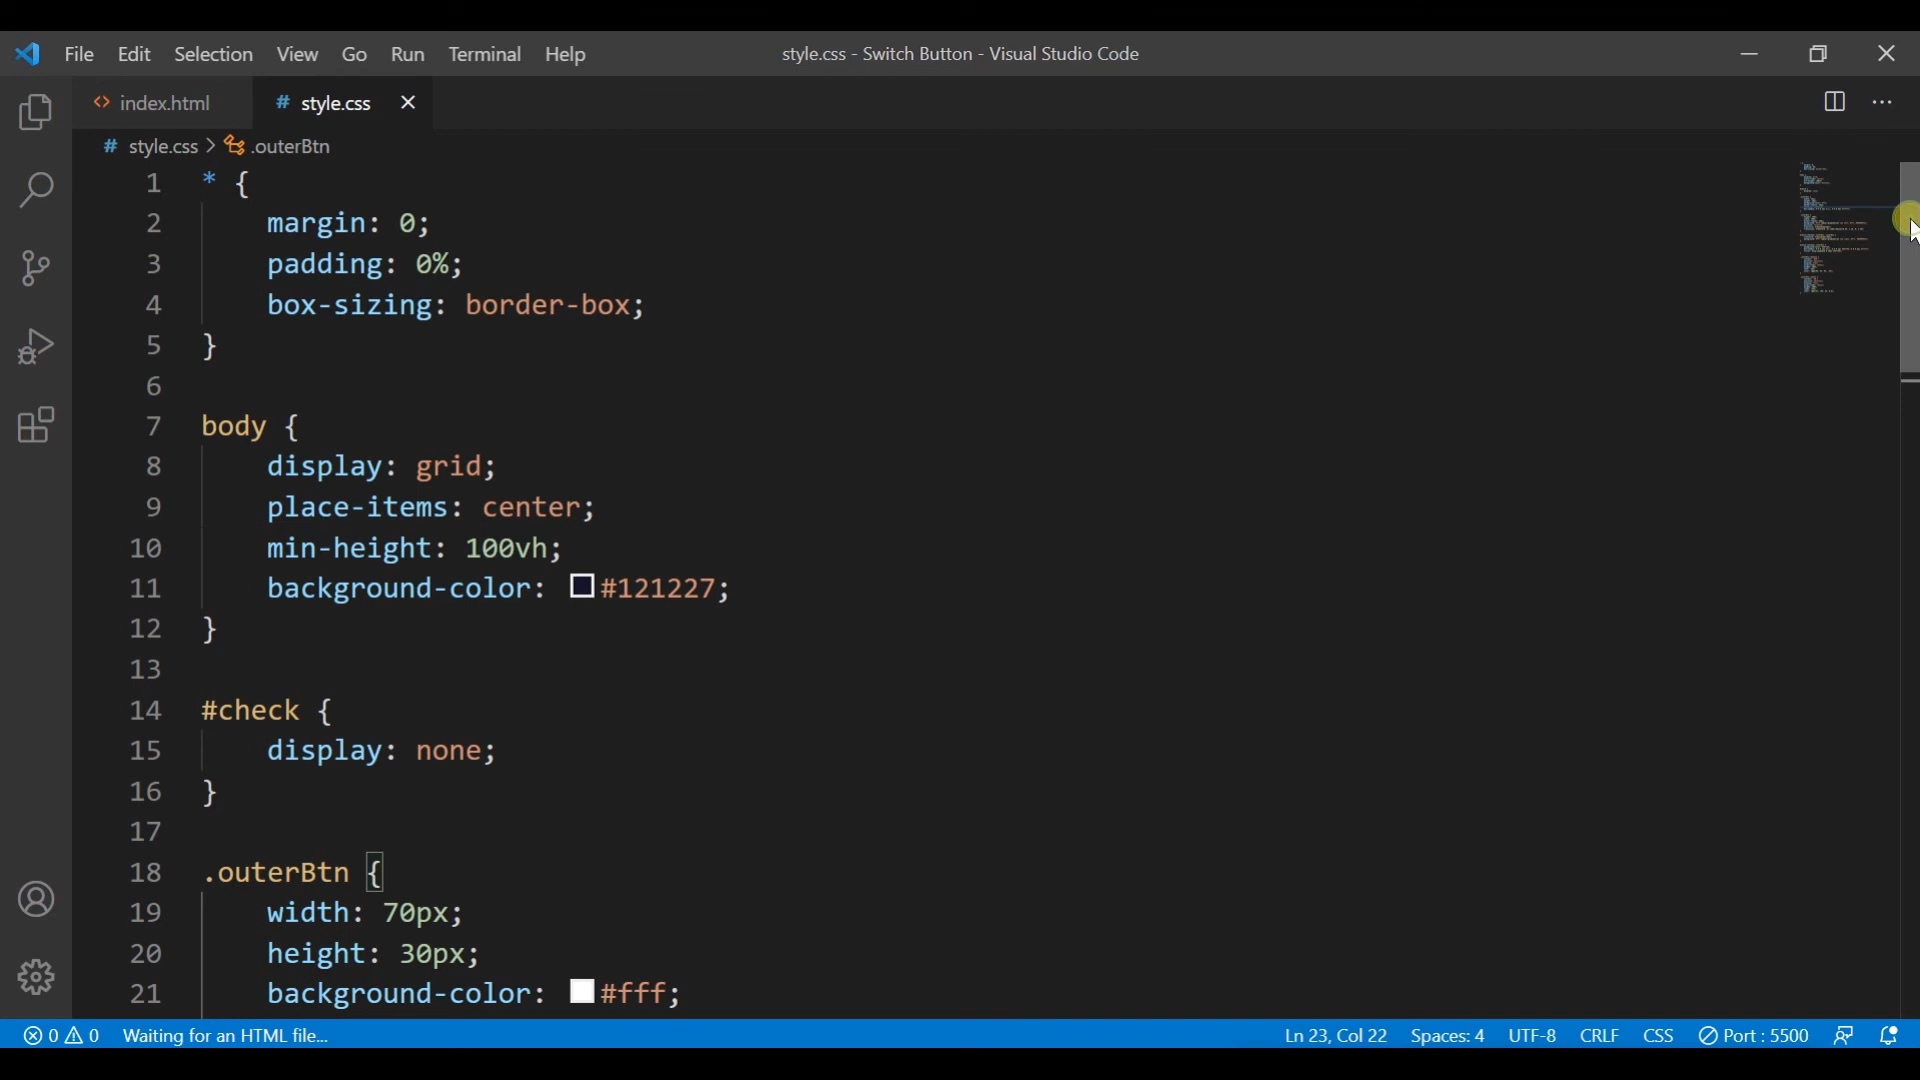 File Edit Selection View Go Run Terminal Help style.css - Switch Button - Visual Studio Code
<> index.html # style.css ×
# style.css > .outerBtn
1 * {
2     margin: 0;
3     padding: 0%;
4     box-sizing: border-box;
5 }
6
7 body {
8     display: grid;
9     place-items: center;
10     min-height: 100vh;
11     background-color: #121227;
12 }
13
14 #check {
15     display: none;
16 }
17
18 .outerBtn {
19     width: 70px;
20     height: 30px;
21     background-color: #fff;
0 0 Waiting for an HTML file... Ln 23, Col 22 Spaces: 4 UTF-8 CRLF CSS Port : 5500